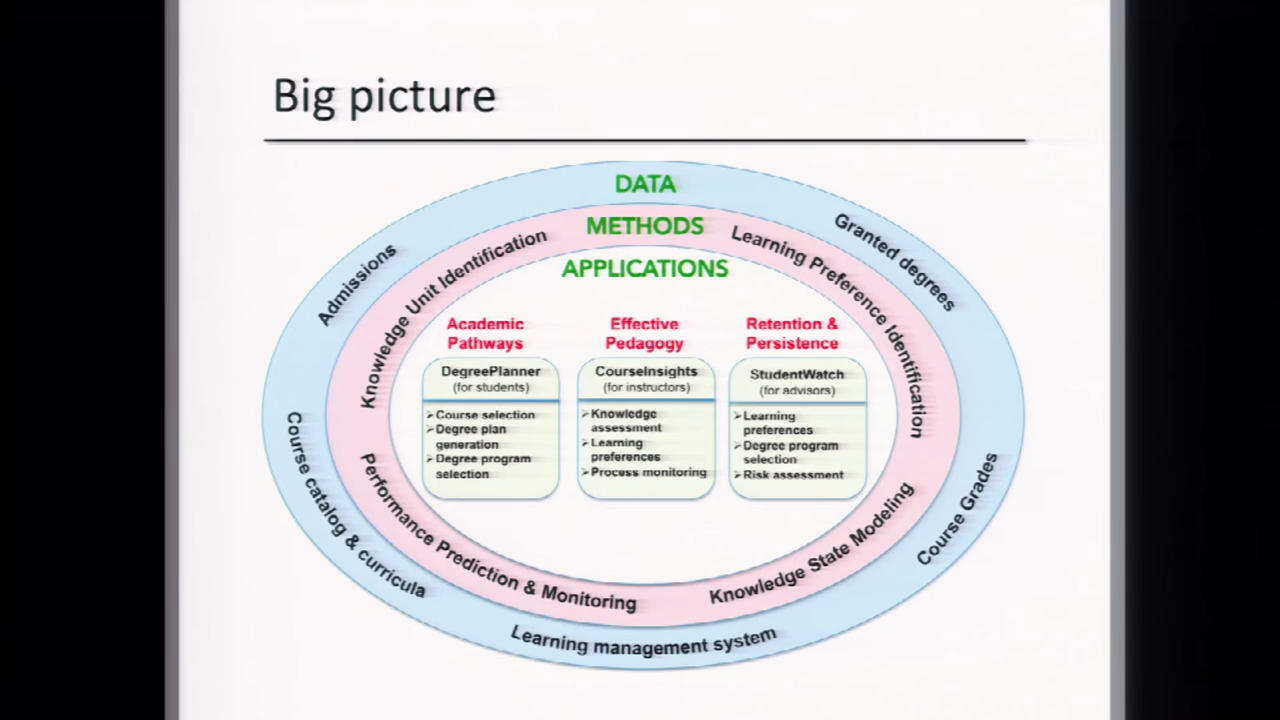 Big picture
DATA
Admissions
Granted degrees
Course catalog & curricula
Course Grades
Learning management system
METHODS
Knowledge Unit Identification
Learning Preference Identification
Performance Prediction & Monitoring
Knowledge State Modeling
APPLICATIONS
Academic
Pathways
DegreePlanner
(for students)
➢Course selection
➢Degree plan
generation
➢Degree program
selection
Effective
Pedagogy
CourseInsights
(for instructors)
➢Knowledge
assessment
➢Learning
preferences
➢Process monitoring
Retention &
Persistence
StudentWatch
(for advisors)
➢Learning
preferences
➢Degree program
selection
➢Risk assessment